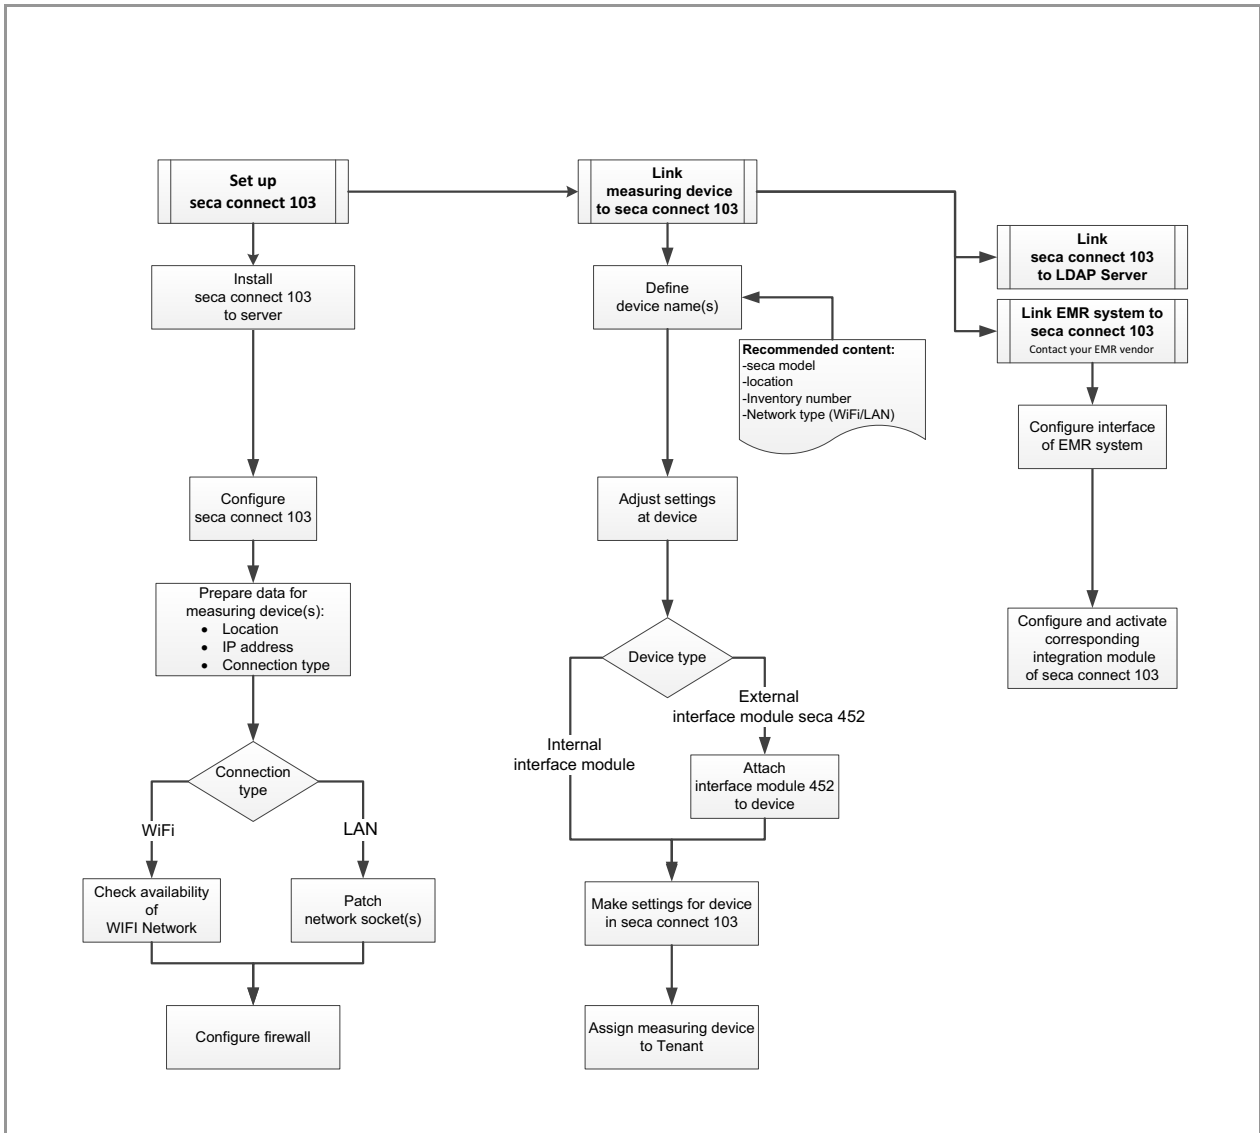 Set up
seca connect 103
Install
seca connect 103
to server
Configure
seca connect 103
Prepare data for
measuring device(s):
• Location
• IP address
• Connection type
Connection
type
WiFi
LAN
Check availability
of
WIFI Network
Patch
network socket(s)
Configure firewall
Link
measuring device
to seca connect 103
Define
device name(s)
Recommended content:
-seca model
-location
-Inventory number
-Network type (WiFi/LAN)
Adjust settings
at device
Device type
Internal
interface module
External
interface module seca 452
Attach
interface module 452
to device
Make settings for device
in seca connect 103
Assign measuring device
to Tenant
Link
seca connect 103
to LDAP Server
Link EMR system to
seca connect 103
Contact your EMR vendor
Configure interface
of EMR system
Configure and activate
corresponding
integration module
of seca connect 103